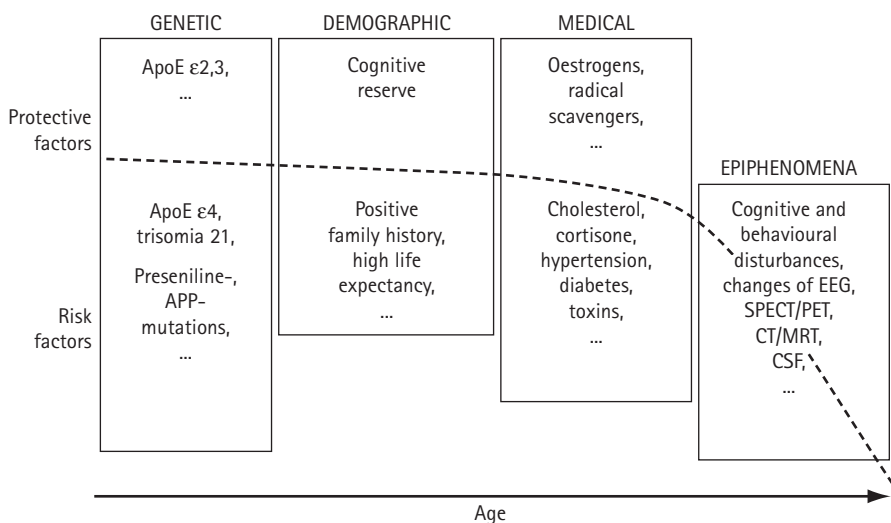 GENETIC
DEMOGRAPHIC
MEDICAL
ApoE ε2,3,
...
Cognitive
reserve
Oestrogens,
radical
scavengers,
...
Protective
factors
EPIPHENOMENA
ApoE ε4,
trisomia 21,
Preseniline-,
APP-
mutations,
...
Positive
family history,
high life
expectancy,
...
Cholesterol,
cortisone,
hypertension,
diabetes,
toxins,
...
Cognitive and
behavioural
disturbances,
changes of EEG,
SPECT/PET,
CT/MRT,
CSF,
...
Risk
factors
Age